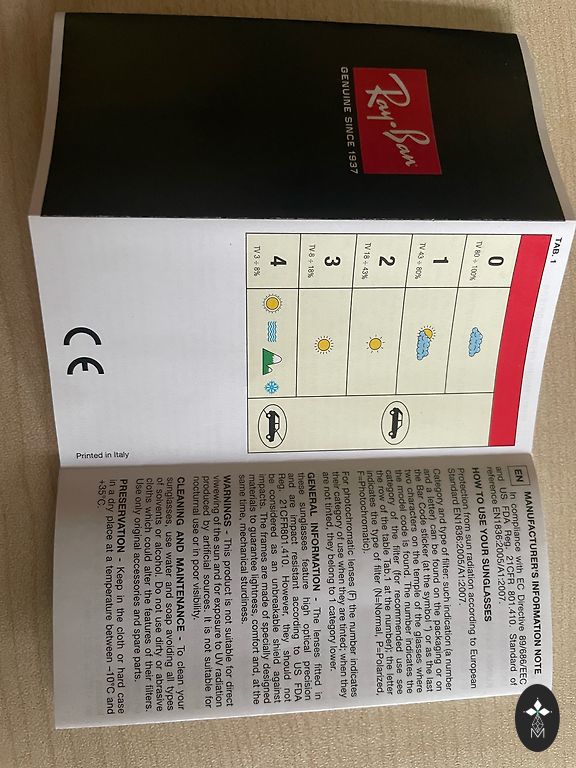 Ray-Ban
GENUINE SINCE 1937
TAB. 1
0
TV 80 ÷ 100%
1
TV 43 ÷ 80%
2
TV 18 ÷ 43%
3
TV 8 ÷ 18%
4
TV 3 ÷ 8%
CE
Printed in Italy
EN
MANUFACTURER'S INFORMATION NOTE
In compliance with EC Directive 89/686/EEC
and US FDA Reg. 21CFR 801.410 Standard of
reference EN1836:2005/A1:2007.
HOW TO USE YOUR SUNGLASSES
Protection from sun radiation according to European
Standard EN1836:2005/A1:2007.
Category and type of filter: such indication (a number
and a letter) can be found on the packaging or on
the bar code sticker (at the symbol * or as the last
two characters on the temple of the glasses where
the model code is found. The number indicates the
category of the filter (for recommended use see
the row of the table Tab.1 at the number); the letter
indicates the type of filter (N=Normal, P=Polarized,
F=Photochromatic).
For photochromatic lenses (F) the number indicates
their category of use when they are tinted; when they
are not tinted, they belong to 1 category lower.
GENERAL INFORMATION - The lenses fitted in
these sunglasses feature high optical precision
and are impact resistant according to US FDA
Reg. 21CFR801.410. However, they should not
be considered as an unbreakable shield against
impacts. The frames are made of specially designed
materials to guarantee lightness, comfort and, at the
same time, mechanical sturdiness.
WARNINGS - This product is not suitable for direct
viwewing of the sun and for exposure to UV radiation
produced by artificial sources. It is not suitable for
nocturnal use or in poor visibility.
CLEANING AND MAINTENANCE - To clean your
sunglasses, use water and neutral soap, avoiding all types
of solvents or alcohol. Do not use dirty or abrasive
cloths which could alter the features of their filters.
Use only original accessories and spare parts.
PRESERVATION - Keep in the cloth or hard case
in a dry place at a temperature between -10°C and
+35°C.
M